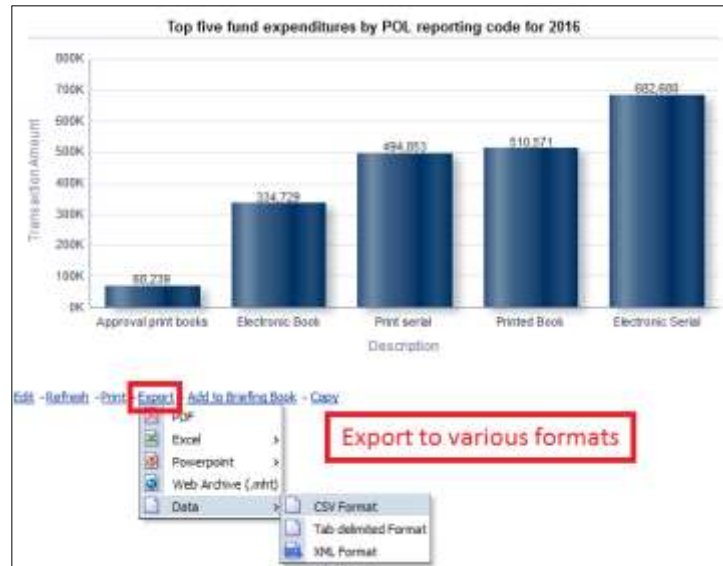 Top five fund expenditures by POL reporting code for 2016
800K
700K
600K
500K
400K
300K
200K
100K
0K
Transaction Amount
68,239
334,729
494,853
510,571
682,688
Approval print books
Electronic Book
Print serial
Printed Book
Electronic Serial
Description
Edit - Refresh - Print - Export - Add to Briefing Book - Copy
PDF
Excel
Powerpoint
Web Archive (.mht)
Data
CSV Format
Tab delimited Format
XML Format
Export to various formats